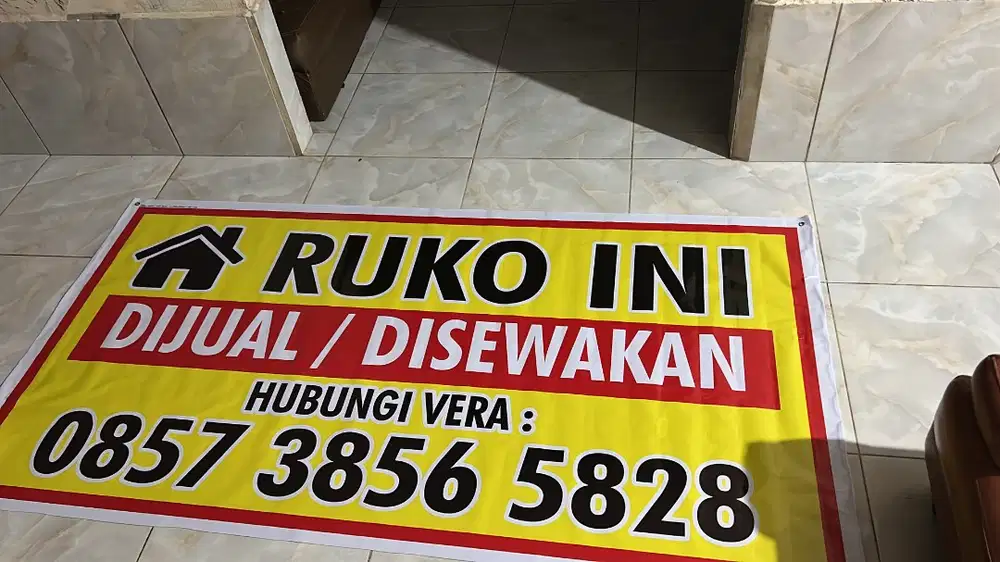 RUKO INI
DIJUAL / DISEWAKAN
HUBUNGI VERA :
0857 3856 5828